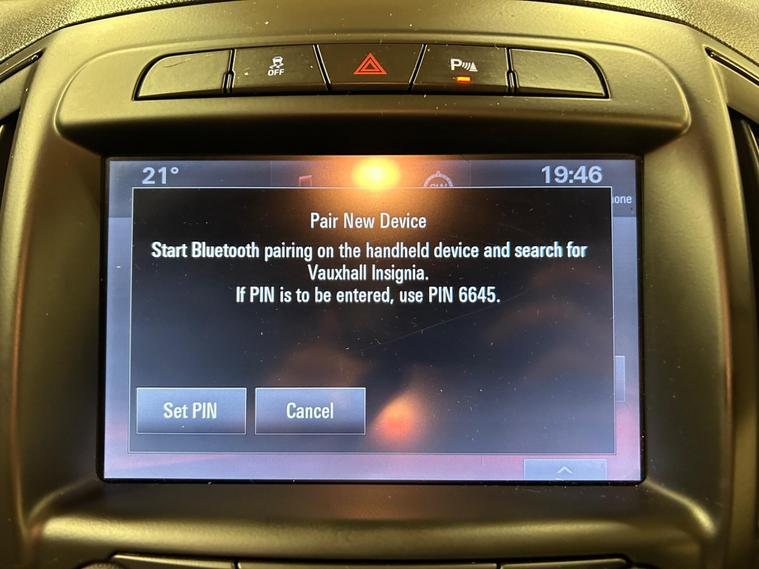 OFF
P
21°
19:46
one
Pair New Device
Start Bluetooth pairing on the handheld device and search for
Vauxhall Insignia.
If PIN is to be entered, use PIN 6645.
Set PIN
Cancel